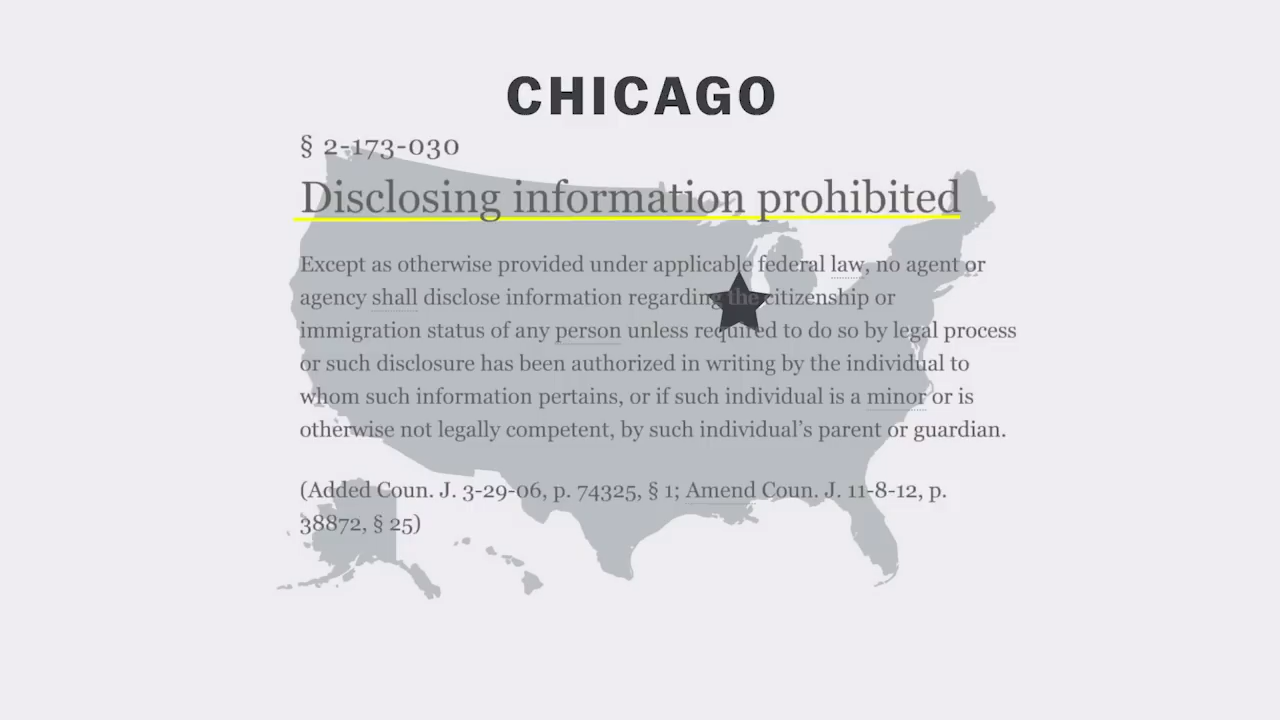 CHICAGO
§ 2-173-030
Disclosing information prohibited
Except as otherwise provided under applicable federal law, no agent or
agency shall disclose information regarding the citizenship or
immigration status of any person unless required to do so by legal process
or such disclosure has been authorized in writing by the individual to
whom such information pertains, or if such individual is a minor or is
otherwise not legally competent, by such individual’s parent or guardian.
(Added Coun. J. 3-29-06, p. 74325, § 1; Amend Coun. J. 11-8-12, p.
38872, § 25)